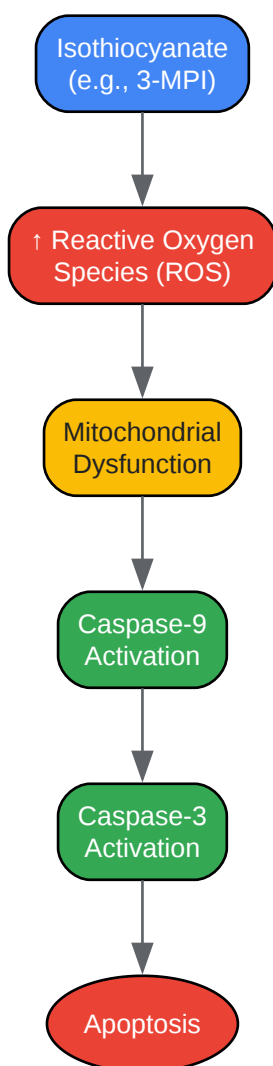 Isothiocyanate
(e.g., 3-MPI)
↑ Reactive Oxygen
Species (ROS)
Mitochondrial
Dysfunction
Caspase-9
Activation
Caspase-3
Activation
Apoptosis